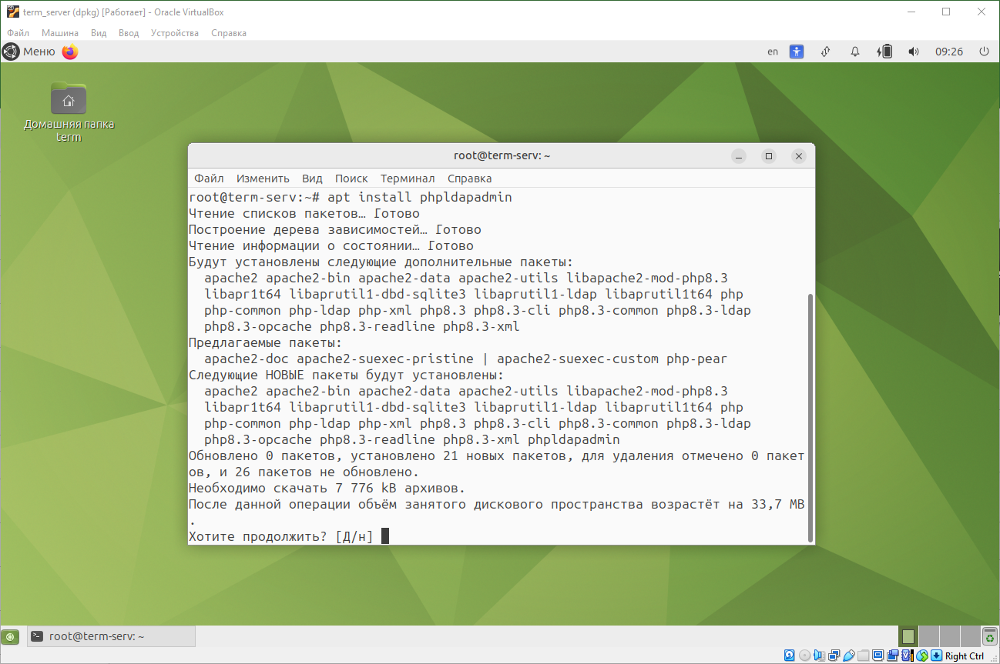 term_server (dpkg) [Работает] - Oracle VirtualBox
Файл Машина Вид Ввод Устройства Справка
Меню en 09:26
Домашняя папка
term
root@term-serv: ~
Файл Изменить Вид Поиск Терминал Справка
root@term-serv:~# apt install phpldapadmin
Чтение списков пакетов… Готово
Построение дерева зависимостей… Готово
Чтение информации о состоянии… Готово
Будут установлены следующие дополнительные пакеты:
apache2 apache2-bin apache2-data apache2-utils libapache2-mod-php8.3
libapr1t64 libaprutil1-dbd-sqlite3 libaprutil1-ldap libaprutil1t64 php
php-common php-ldap php-xml php8.3 php8.3-cli php8.3-common php8.3-ldap
php8.3-opcache php8.3-readline php8.3-xml
Предлагаемые пакеты:
apache2-doc apache2-suexec-pristine | apache2-suexec-custom php-pear
Следующие НОВЫЕ пакеты будут установлены:
apache2 apache2-bin apache2-data apache2-utils libapache2-mod-php8.3
libapr1t64 libaprutil1-dbd-sqlite3 libaprutil1-ldap libaprutil1t64 php
php-common php-ldap php-xml php8.3 php8.3-cli php8.3-common php8.3-ldap
php8.3-opcache php8.3-readline php8.3-xml phpldapadmin
Обновлено 0 пакетов, установлено 21 новых пакетов, для удаления отмечено 0 пакет
ов, и 26 пакетов не обновлено.
Необходимо скачать 7 776 kB архивов.
После данной операции объём занятого дискового пространства возрастёт на 33,7 MB
.
Хотите продолжить? [Д/н]
root@term-serv: ~
Right Ctrl